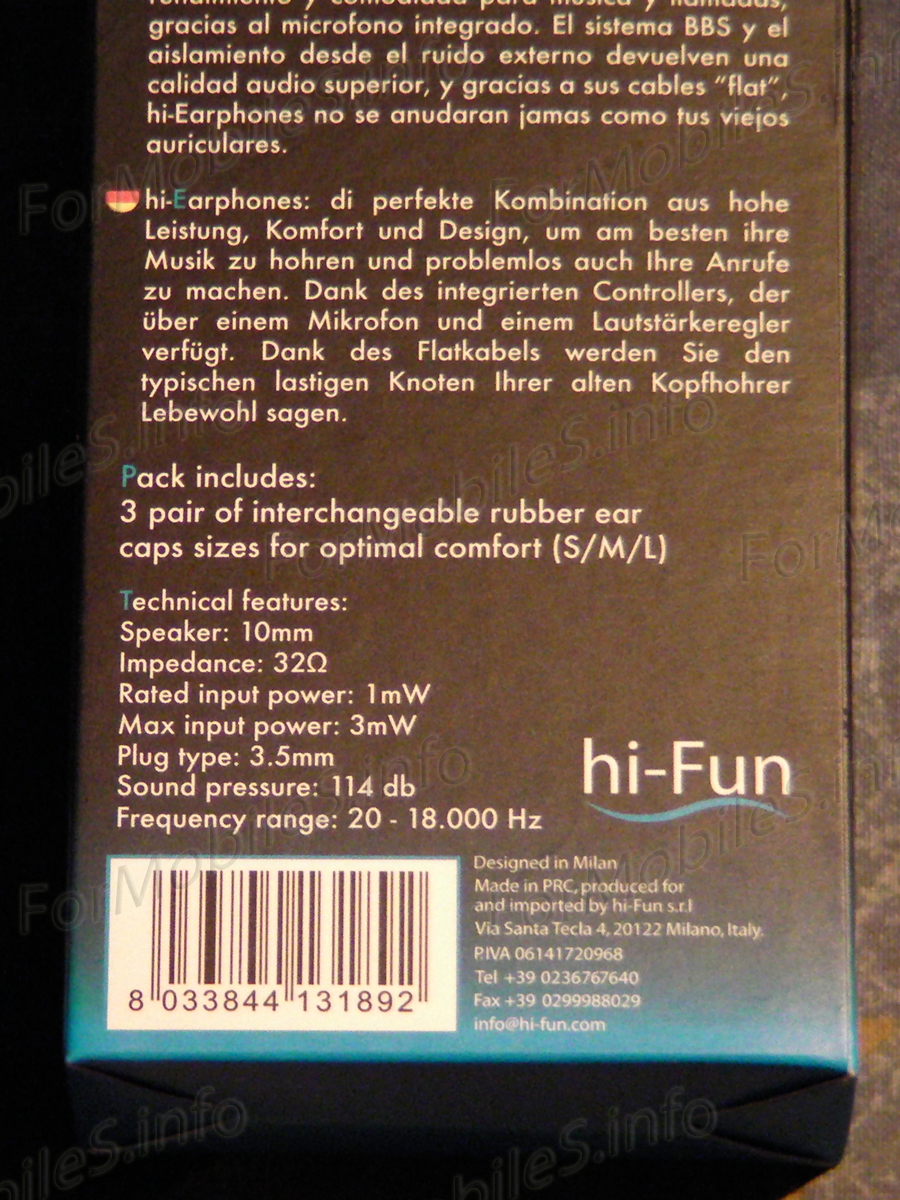 gracias al microfono integrado. El sistema BBS y el
aislamiento desde el ruido externo devuelven una
calidad audio superior, y gracias a sus cables "flat",
hi-Earphones no se anudaran jamas como tus viejos
auriculares.
hi-Earphones: di perfekte Kombination aus hohe
Leistung, Komfort und Design, um am besten ihre
Musik zu hohren und problemlos auch Ihre Anrufe
zu machen. Dank des integrierten Controllers, der
über einem Mikrofon und einem Lautstärkeregler
verfügt. Dank des Flatkabels werden Sie den
typischen lastigen Knoten Ihrer alten Kopfhohrer
Lebewohl sagen.
Pack includes:
3 pair of interchangeable rubber ear
caps sizes for optimal comfort (S/M/L)
Technical features:
Speaker: 10mm
Impedance: 32Ω
Rated input power: 1mW
Max input power: 3mW
Plug type: 3.5mm
Sound pressure: 114 db
Frequency range: 20 - 18.000 Hz
hi-Fun
8 033844 131892
Designed in Milan
Made in PRC, produced for
and imported by hi-Fun s.r.l
Via Santa Tecla 4, 20122 Milano, Italy.
P.IVA 06141720968
Tel +39 0236767640
Fax +39 0299988029
info@hi-fun.com
ForMobileS.info